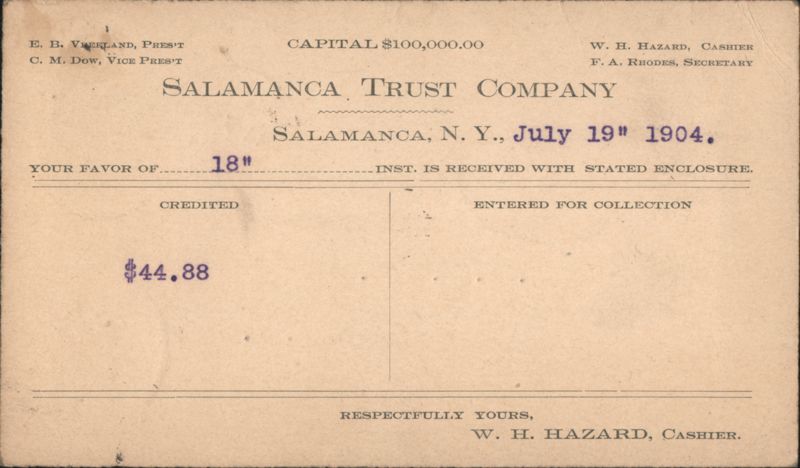 E. B. Vreeland, Pres't
C. M. Dow, Vice Pres't
CAPITAL $100,000.00
W. H. Hazard, Cashier
F. A. Rhodes, Secretary
Salamanca Trust Company
Salamanca, N. Y., July 19" 1904.
YOUR FAVOR OF 18" INST. IS RECEIVED WITH STATED ENCLOSURE.
CREDITED
ENTERED FOR COLLECTION
$44.88
RESPECTFULLY YOURS,
W. H. HAZARD, Cashier.